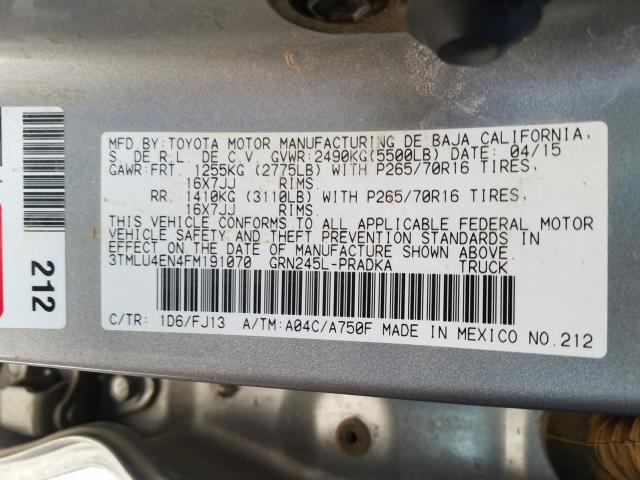 MFD.BY:TOYOTA MOTOR MANUFACTURING DE BAJA CALIFORNIA,
S. DE R.L. DE C.V. GVWR:2490KG(5500LB) DATE: 04/15
GAWR:FRT. 1255KG (2775LB) WITH P265/70R16 TIRES,
16X7JJ RIMS.
RR. 1410KG (3110LB) WITH P265/70R16 TIRES,
16X7JJ RIMS.
THIS VEHICLE CONFORMS TO ALL APPLICABLE FEDERAL MOTOR
VEHICLE SAFETY AND THEFT PREVENTION STANDARDS IN
EFFECT ON THE DATE OF MANUFACTURE SHOWN ABOVE.
3TMLU4EN4FM191070 GRN245L-PRADKA TRUCK
C/TR: 1D6/FJ13 A/TM:A04C/A750F MADE IN MEXICO NO.212
212